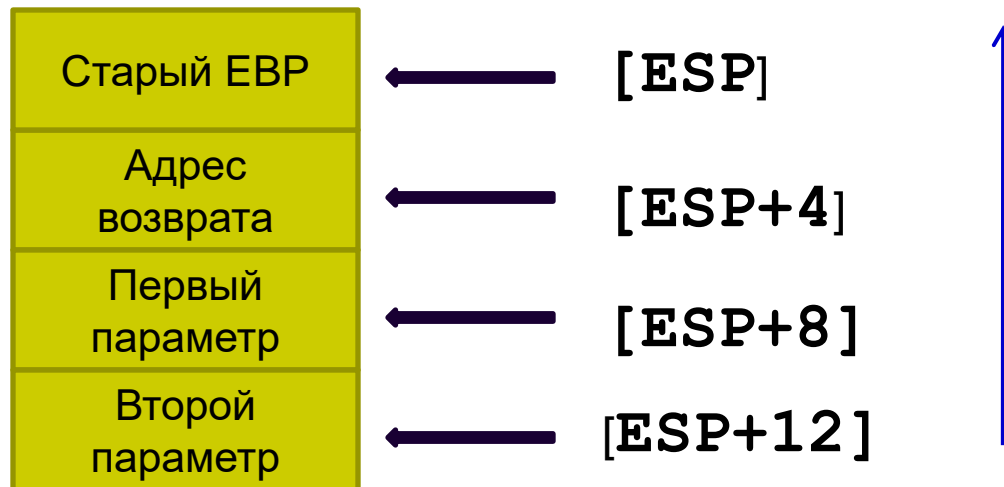 Старый EBP
[ESP]
Адрес
возврата
[ESP+4]
Первый
параметр
[ESP+8]
Второй
параметр
[ESP+12]